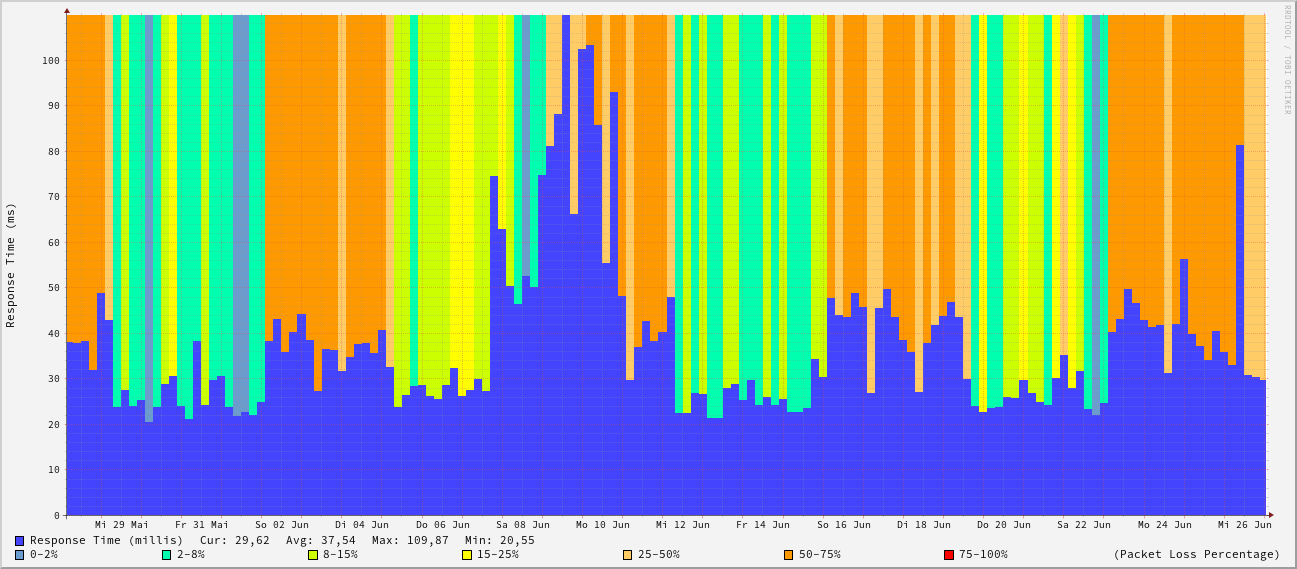 RRDTOOL / TOBI OETIKER
Response Time (ms)
100
90
80
70
60
50
40
30
20
10
0
Mi 29 Mai Fr 31 Mai So 02 Jun Di 04 Jun Do 06 Jun Sa 08 Jun Mo 10 Jun Mi 12 Jun Fr 14 Jun So 16 Jun Di 18 Jun Do 20 Jun Sa 22 Jun Mo 24 Jun Mi 26 Jun
Response Time (millis) Cur: 29,62 Avg: 37,54 Max: 109,87 Min: 20,55
0-2% 2-8% 8-15% 15-25% 25-50% 50-75% 75-100% (Packet Loss Percentage)